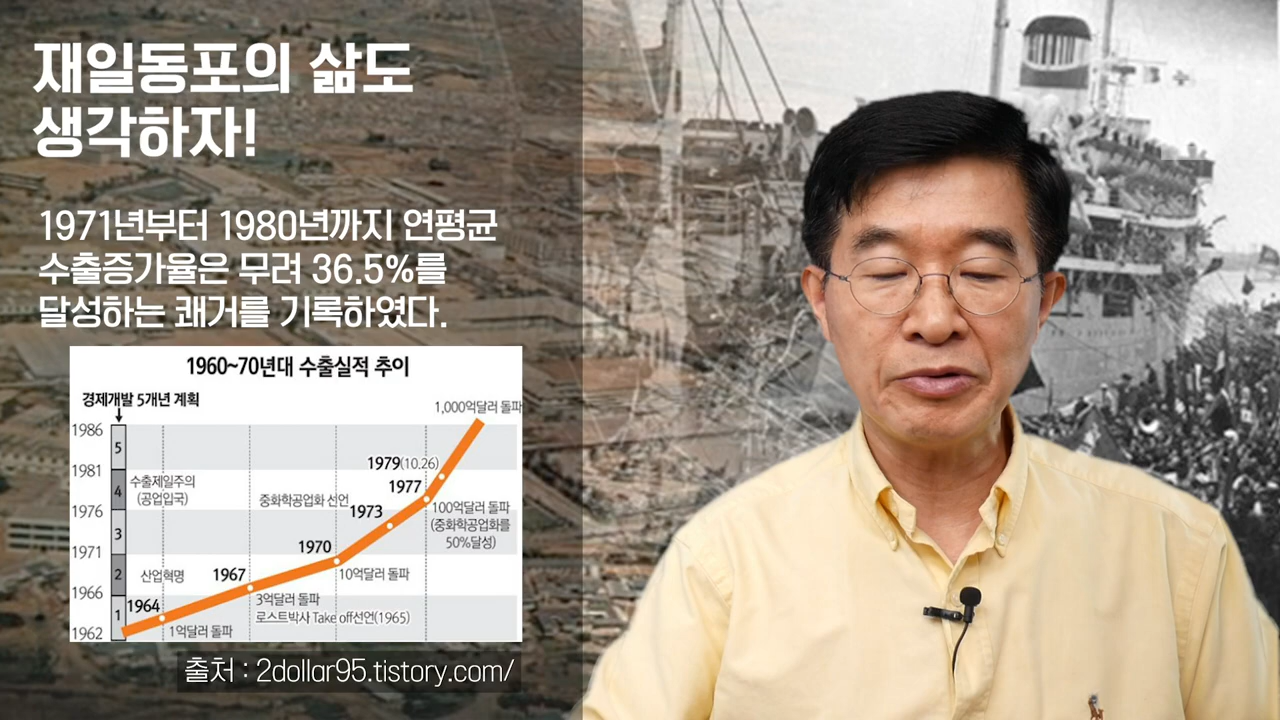 재일동포의 삶도
생각하자!
1971년부터 1980년까지 연평균
수출증가율은 무려 36.5%를
달성하는 쾌거를 기록하였다.
1960~70년대 수출실적 추이
경제개발 5개년 계획
1,000억달러 돌파
1986
5
1979(10.26)
1981
수출제일주의
(공업입국)
4
1977
중화학공업화 선언
1973
100억달러 돌파
(중화학공업화를
50%달성)
1976
3
1970
1971
10억달러 돌파
2
산업혁명
1967
1966
3억달러 돌파
로스트박사 Take off선언(1965)
1964
1
1962
1억달러 돌파
출처 : 2dollar95.tistory.com/